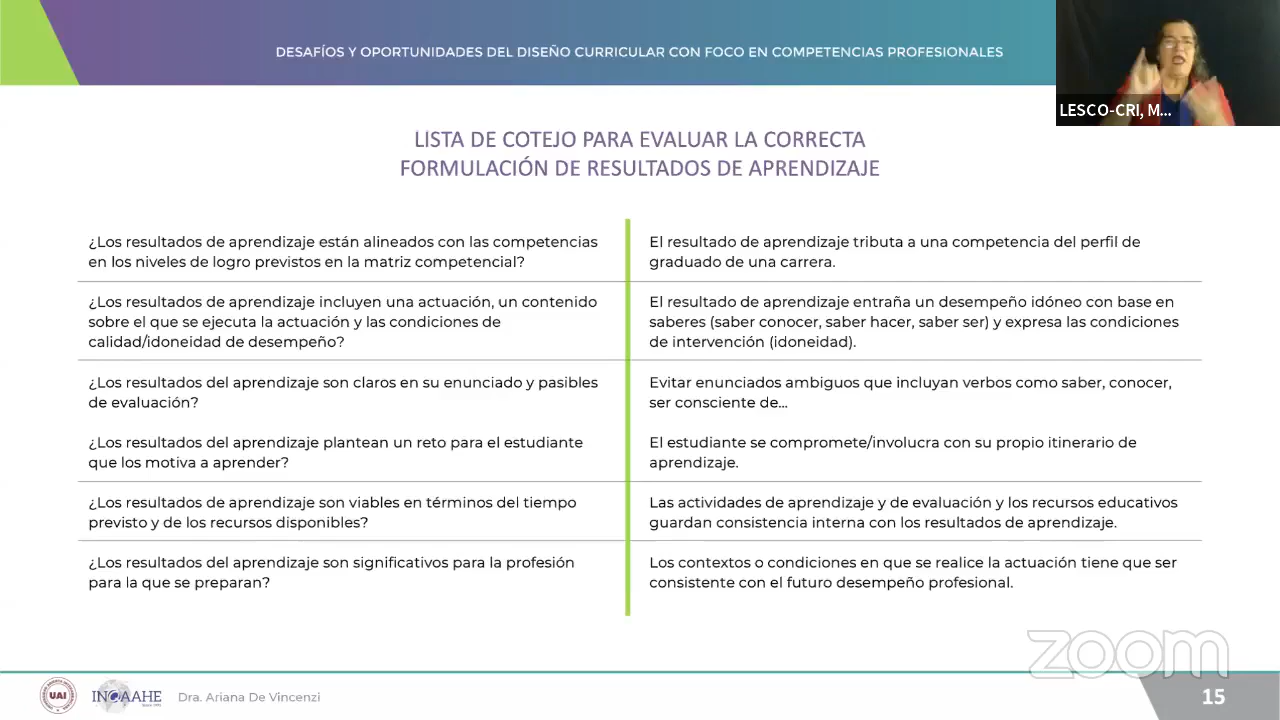 DESAFÍOS Y OPORTUNIDADES DEL DISEÑO CURRICULAR CON FOCO EN COMPETENCIAS PROFESIONALES
LESCO-CRI, M...
LISTA DE COTEJO PARA EVALUAR LA CORRECTA
FORMULACIÓN DE RESULTADOS DE APRENDIZAJE
¿Los resultados de aprendizaje están alineados con las competencias
en los niveles de logro previstos en la matriz competencial?
El resultado de aprendizaje tributa a una competencia del perfil de
graduado de una carrera.
¿Los resultados de aprendizaje incluyen una actuación, un contenido
sobre el que se ejecuta la actuación y las condiciones de
calidad/idoneidad de desempeño?
El resultado de aprendizaje entraña un desempeño idóneo con base en
saberes (saber conocer, saber hacer, saber ser) y expresa las condiciones
de intervención (idoneidad).
¿Los resultados del aprendizaje son claros en su enunciado y pasibles
de evaluación?
Evitar enunciados ambiguos que incluyan verbos como saber, conocer,
ser consciente de...
¿Los resultados del aprendizaje plantean un reto para el estudiante
que los motiva a aprender?
El estudiante se compromete/involucra con su propio itinerario de
aprendizaje.
¿Los resultados de aprendizaje son viables en términos del tiempo
previsto y de los recursos disponibles?
Las actividades de aprendizaje y de evaluación y los recursos educativos
guardan consistencia interna con los resultados de aprendizaje.
¿Los resultados del aprendizaje son significativos para la profesión
para la que se preparan?
Los contextos o condiciones en que se realice la actuación tiene que ser
consistente con el futuro desempeño profesional.
zoom
UAI
INQAAHE
Dra. Ariana De Vincenzi
15